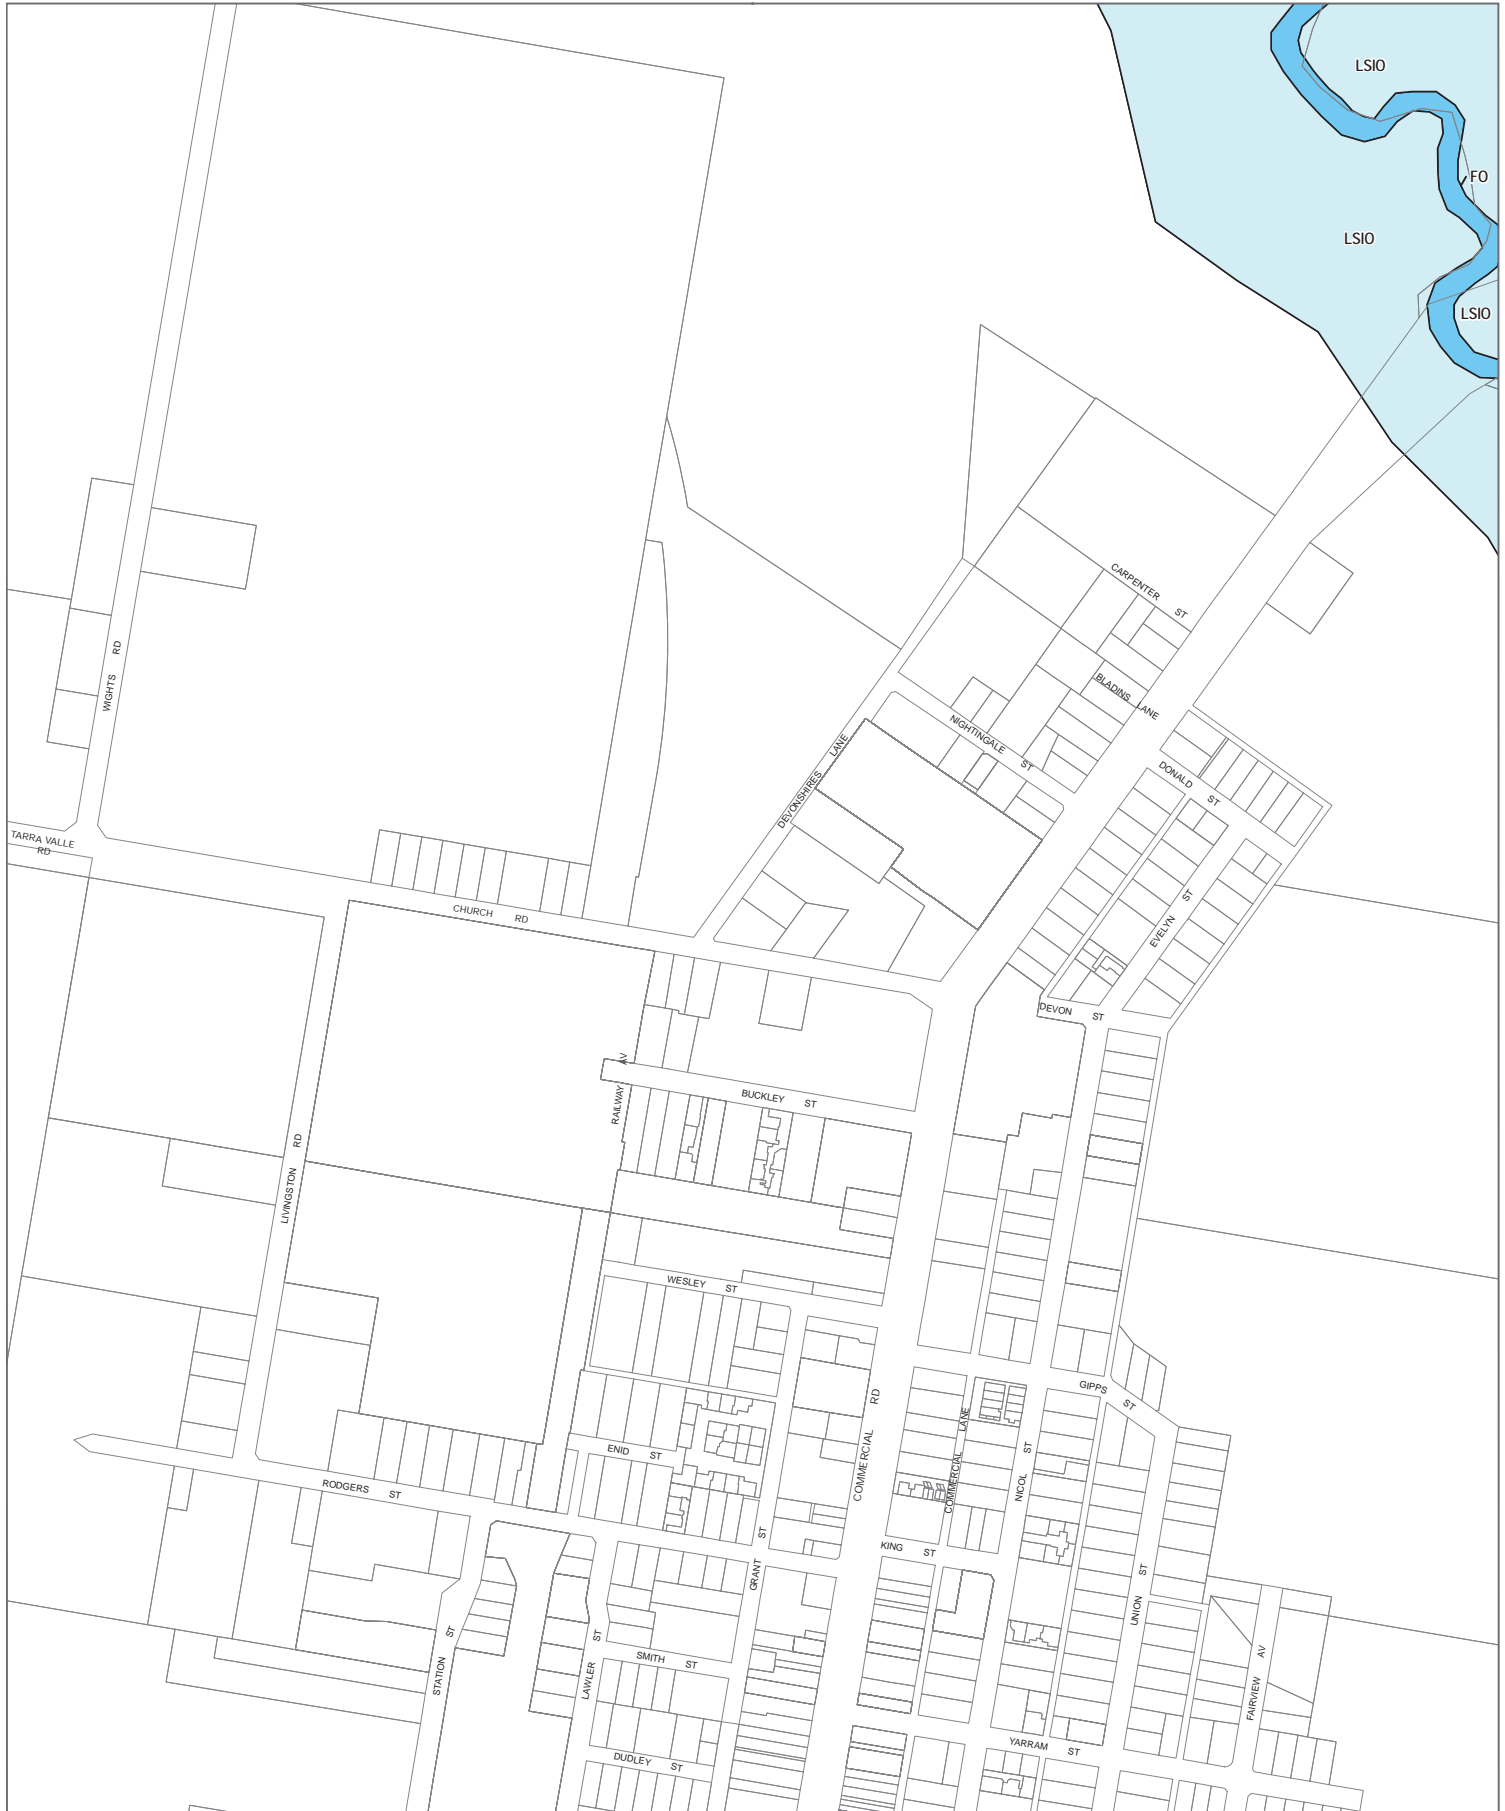 LSIO
FO
LSIO
LSIO
CARPENTER ST
WIGHTS RD
BLADINS LANE
NIGHTINGALE ST
DEVONSHIRES LANE
DONALD ST
TARRA VALLE
RD
EVELYN ST
CHURCH RD
DEVON ST
RAILWAY AV
BUCKLEY ST
LIVINGSTON RD
WESLEY ST
GIPPS ST
COMMERCIAL RD
COMMERCIAL LANE
ENID ST
NICOL ST
RODGERS ST
KING ST
GRANT ST
UNION ST
STATION ST
LAWLER ST
SMITH ST
FAIRVIEW AV
YARRAM ST
DUDLEY ST